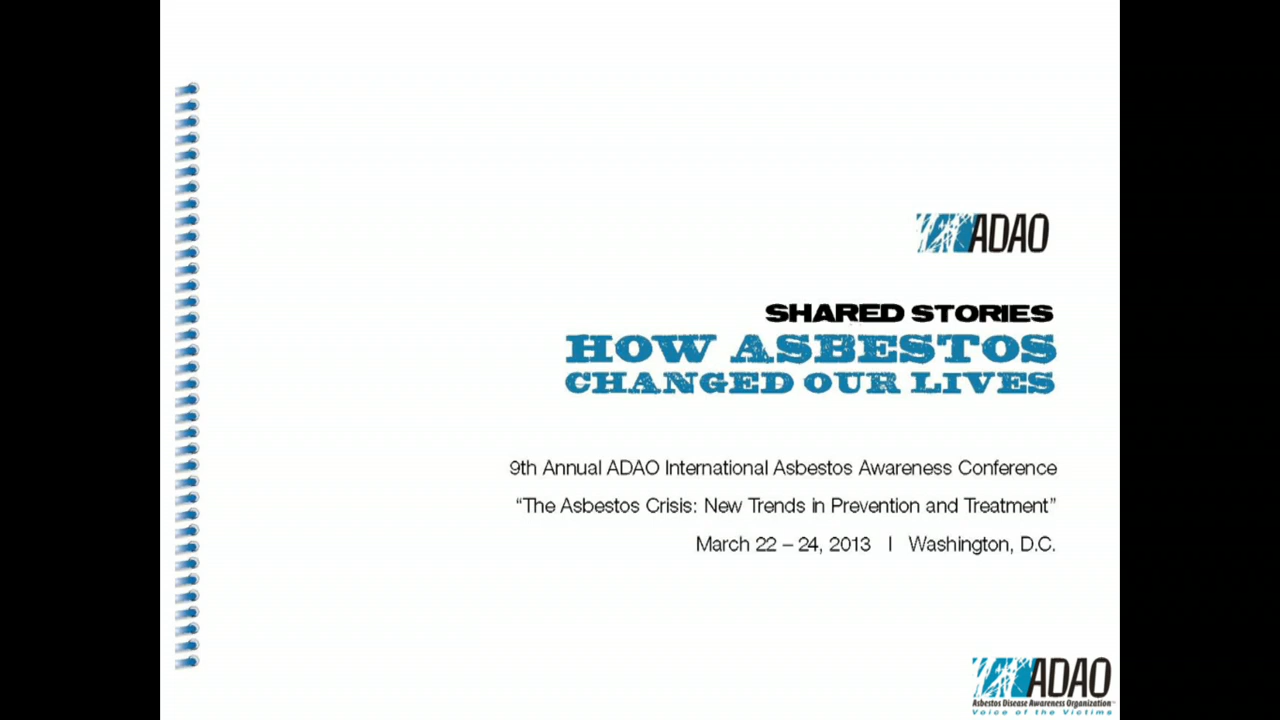 ADAO
SHARED STORIES
HOW ASBESTOS
CHANGED OUR LIVES
9th Annual ADAO International Asbestos Awareness Conference
“The Asbestos Crisis: New Trends in Prevention and Treatment”
March 22 – 24, 2013 | Washington, D.C.
ADAO
Asbestos Disease Awareness Organization
Voice of the Victims